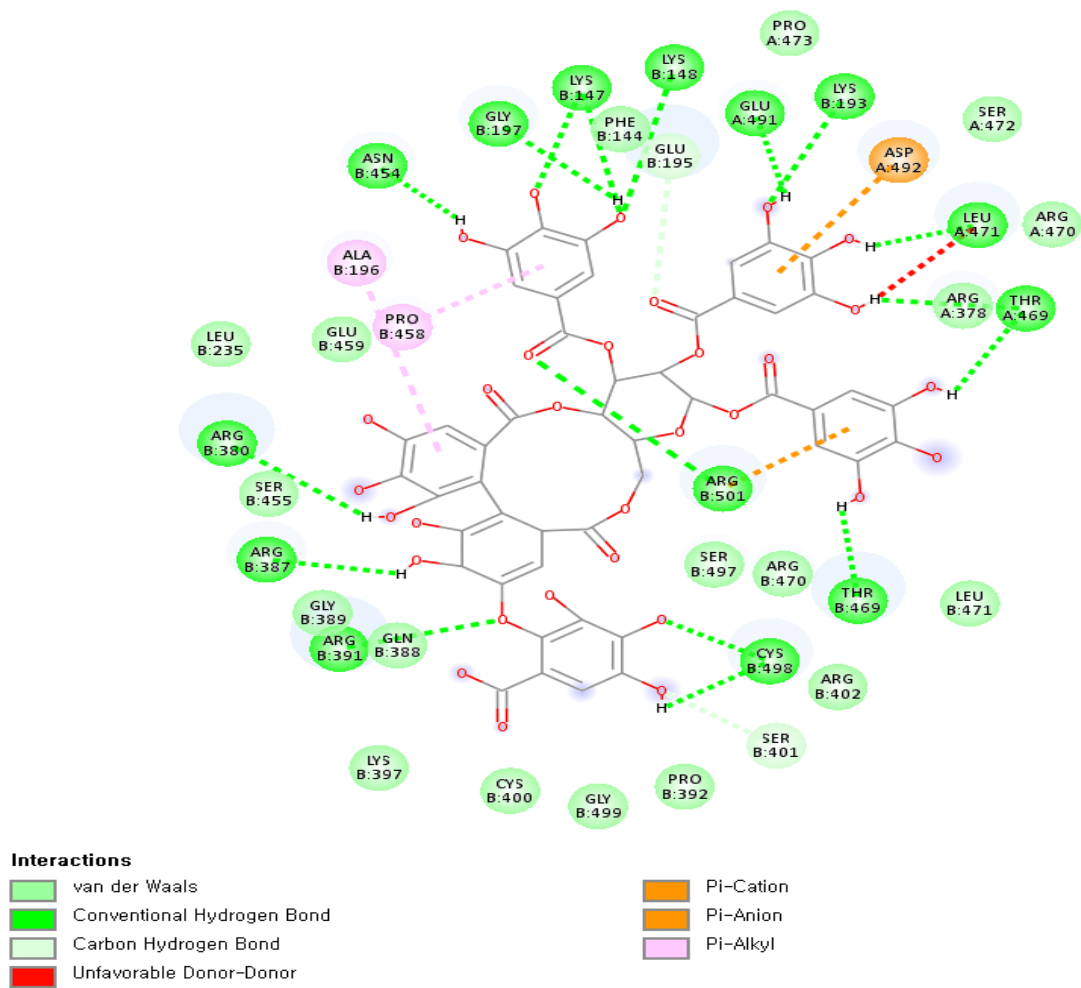 PRO
A:473
LYS
B:148
LYS
B:147
LYS
B:193
GLU
A:491
GLY
B:197
PHE
B:144
SER
A:472
GLU
B:195
ASP
A:492
ASN
B:454
H
H
O
O
O
H
O
O
LEU
A:471
ARG
A:470
O
H
ALA
B:196
O
O
H
ARG
A:378
THR
A:469
PRO
B:458
GLU
B:459
LEU
B:235
O
O
O
O
O
O
H
O
O
O
O
O
O
O
ARG
B:380
SER
B:455
O
ARG
B:501
O
H
H
O
O
O
ARG
B:387
H
O
O
SER
B:497
ARG
B:470
THR
B:469
LEU
B:471
GLY
B:389
ARG
B:391
GLN
B:388
O
O
O
CYS
B:498
O
O
H
ARG
B:402
O
SER
B:401
LYS
B:397
CYS
B:400
GLY
B:499
PRO
B:392
Interactions
van der Waals
Conventional Hydrogen Bond
Carbon Hydrogen Bond
Unfavorable Donor-Donor
Pi-Cation
Pi-Anion
Pi-Alkyl